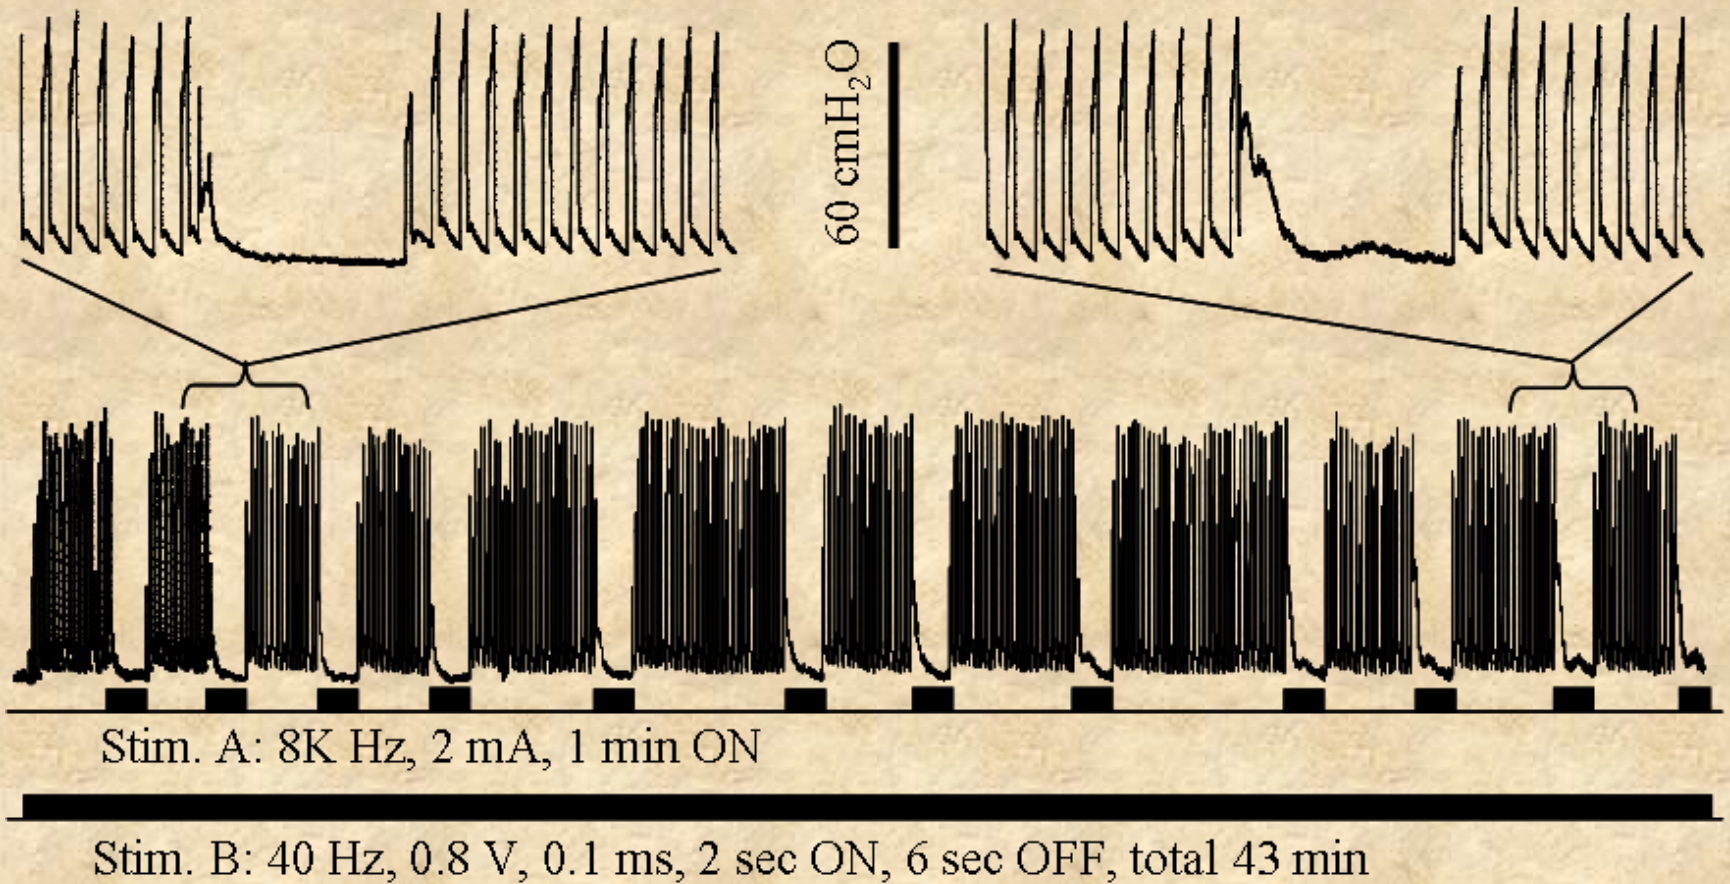 60 cmH₂O
Stim. A: 8K Hz, 2 mA, 1 min ON
Stim. B: 40 Hz, 0.8 V, 0.1 ms, 2 sec ON, 6 sec OFF, total 43 min